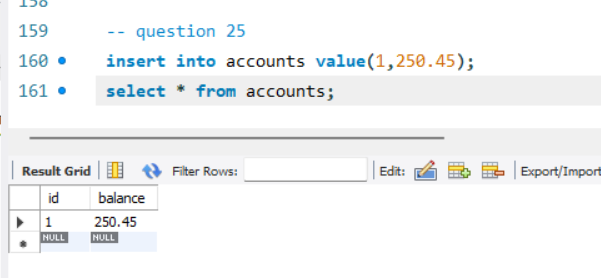 158
159 -- question 25
160 insert into accounts value(1,250.45);
161 select * from accounts;
Result Grid Filter Rows: Edit: Export/Import
id balance
1 250.45
NULL NULL